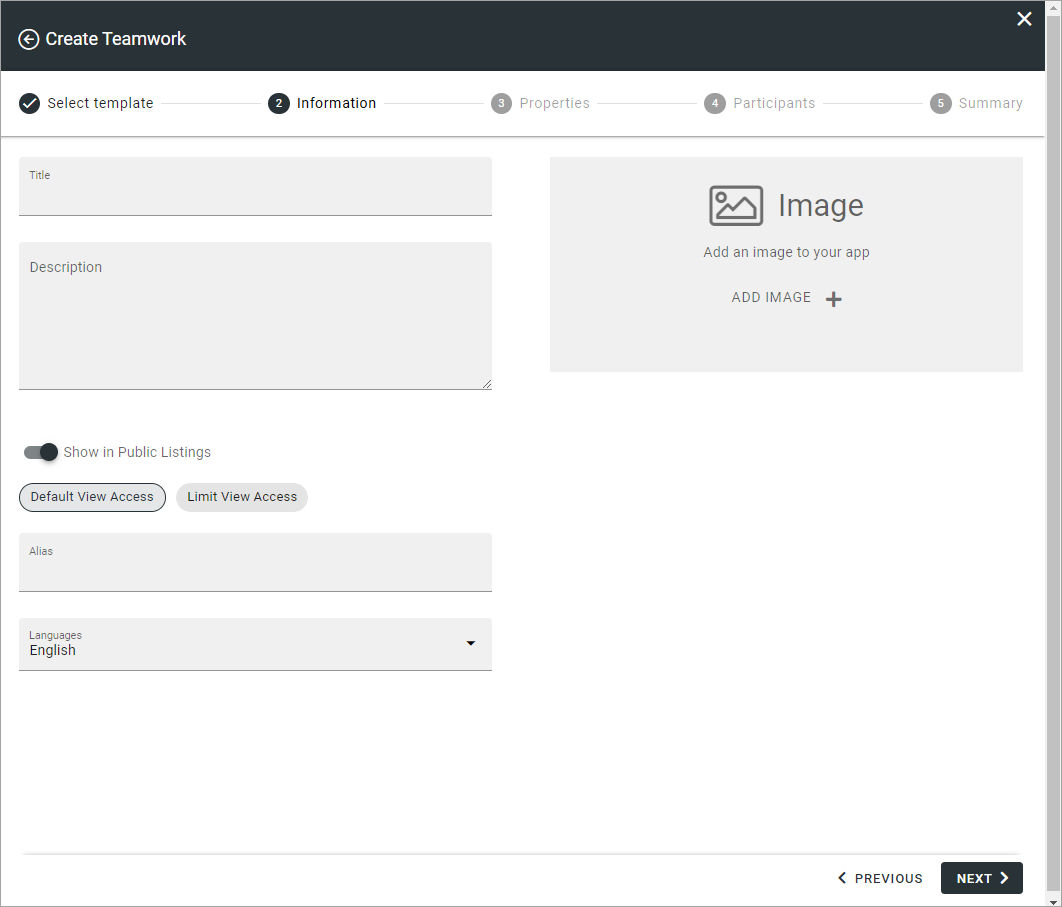 Create Teamwork
Select template
2 Information
3 Properties
4 Participants
5 Summary
Title
Description
Image
Add an image to your app
ADD IMAGE
Show in Public Listings
Default View Access
Limit View Access
Alias
Languages
English
PREVIOUS
NEXT